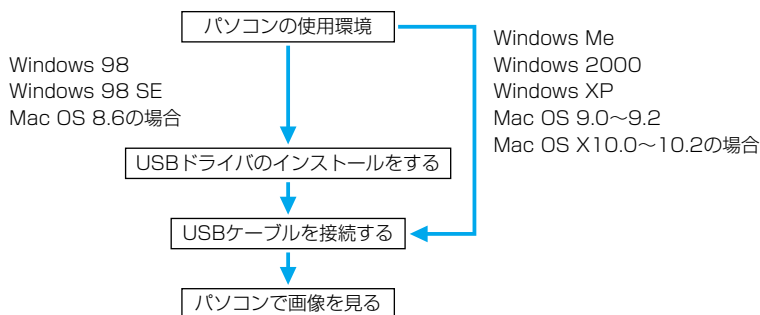 パソコンの使用環境
Windows 98
Windows 98 SE
Mac OS 8.6の場合
Windows Me
Windows 2000
Windows XP
Mac OS 9.0〜9.2
Mac OS X10.0〜10.2の場合
USBドライバのインストールをする
USBケーブルを接続する
パソコンで画像を見る